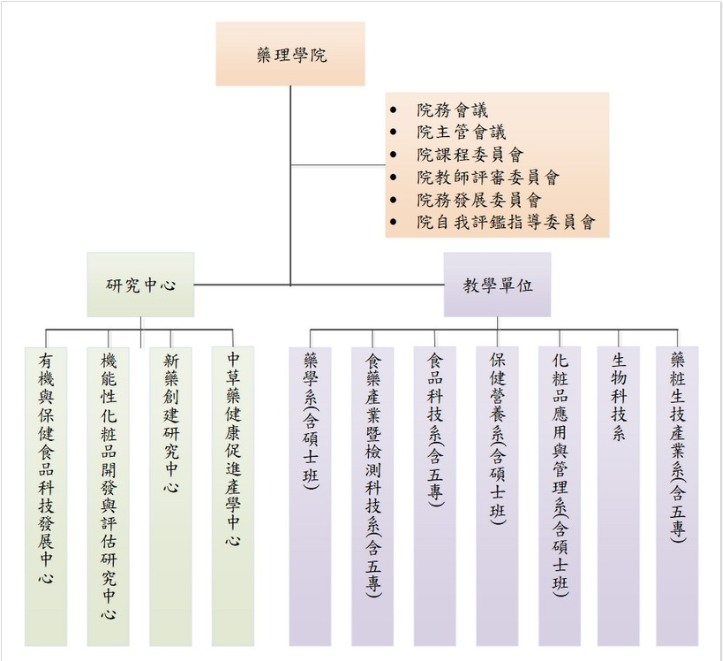 藥理學院
• 院務會議
• 院主管會議
• 院課程委員會
• 院教師評審委員會
• 院務發展委員會
• 院自我評鑑指導委員會
研究中心
教學單位
有機與保健食品科技發展中心
機能性化粧品開發與評估研究中心
新藥創建研究中心
中草藥健康促進產學中心
藥學系(含碩士班)
食藥產業暨檢測科技系(含五專)
食品科技系(含五專)
保健營養系(含碩士班)
化粧品應用與管理系(含碩士班)
生物科技系
藥粧生技產業系(含五專)